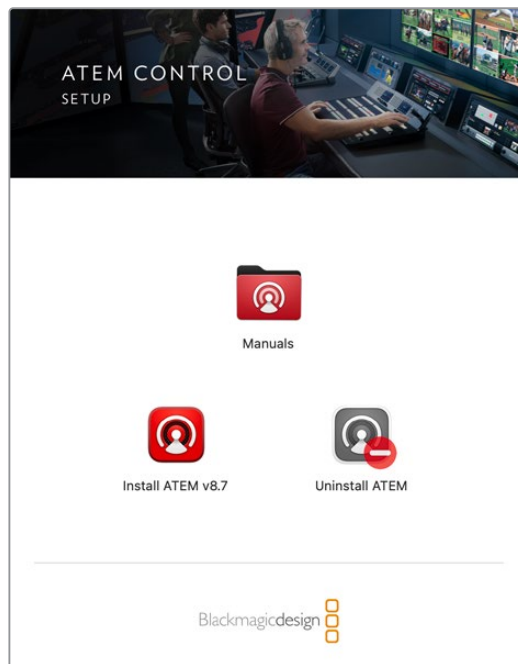 ATEM CONTROL
SETUP
Manuals
Install ATEM v8.7
Uninstall ATEM
Blackmagicdesign